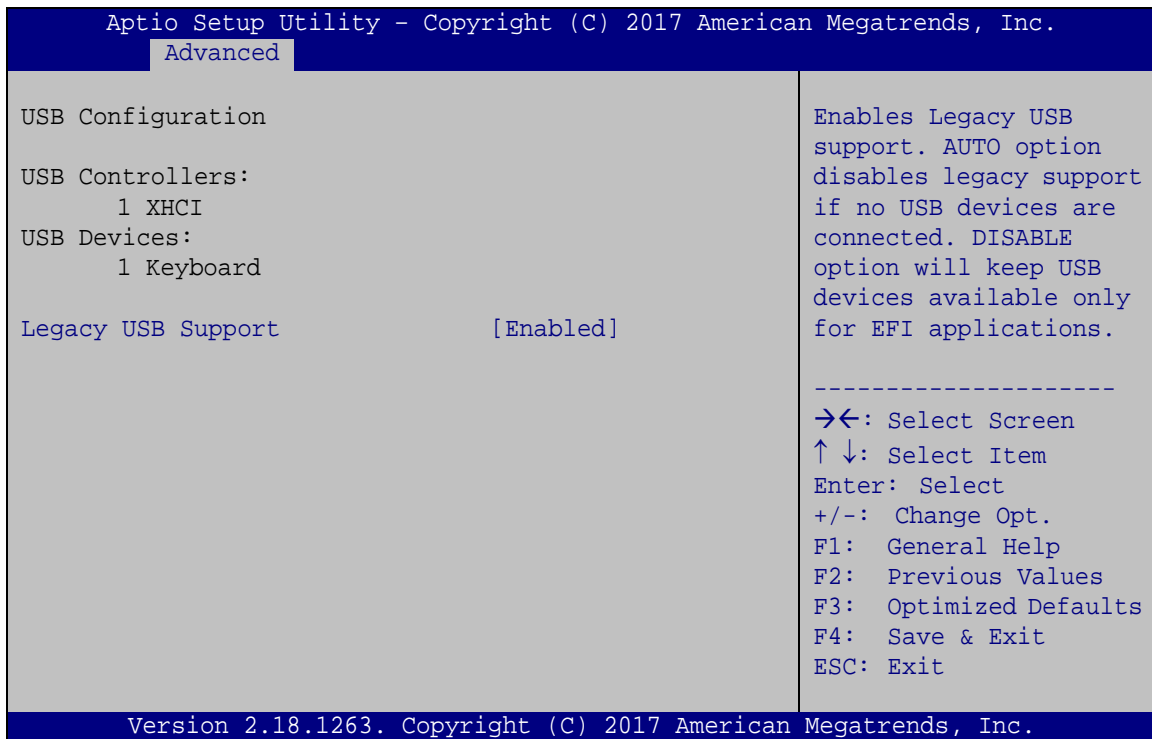 Aptio Setup Utility – Copyright (C) 2017 American Megatrends, Inc.
Advanced
USB Configuration
USB Controllers:
1 XHCI
USB Devices:
1 Keyboard
Legacy USB Support [Enabled]
Enables Legacy USB
support. AUTO option
disables legacy support
if no USB devices are
connected. DISABLE
option will keep USB
devices available only
for EFI applications.
---------------------
→←: Select Screen
↑ ↓: Select Item
Enter: Select
+/-: Change Opt.
F1: General Help
F2: Previous Values
F3: Optimized Defaults
F4: Save & Exit
ESC: Exit
Version 2.18.1263. Copyright (C) 2017 American Megatrends, Inc.